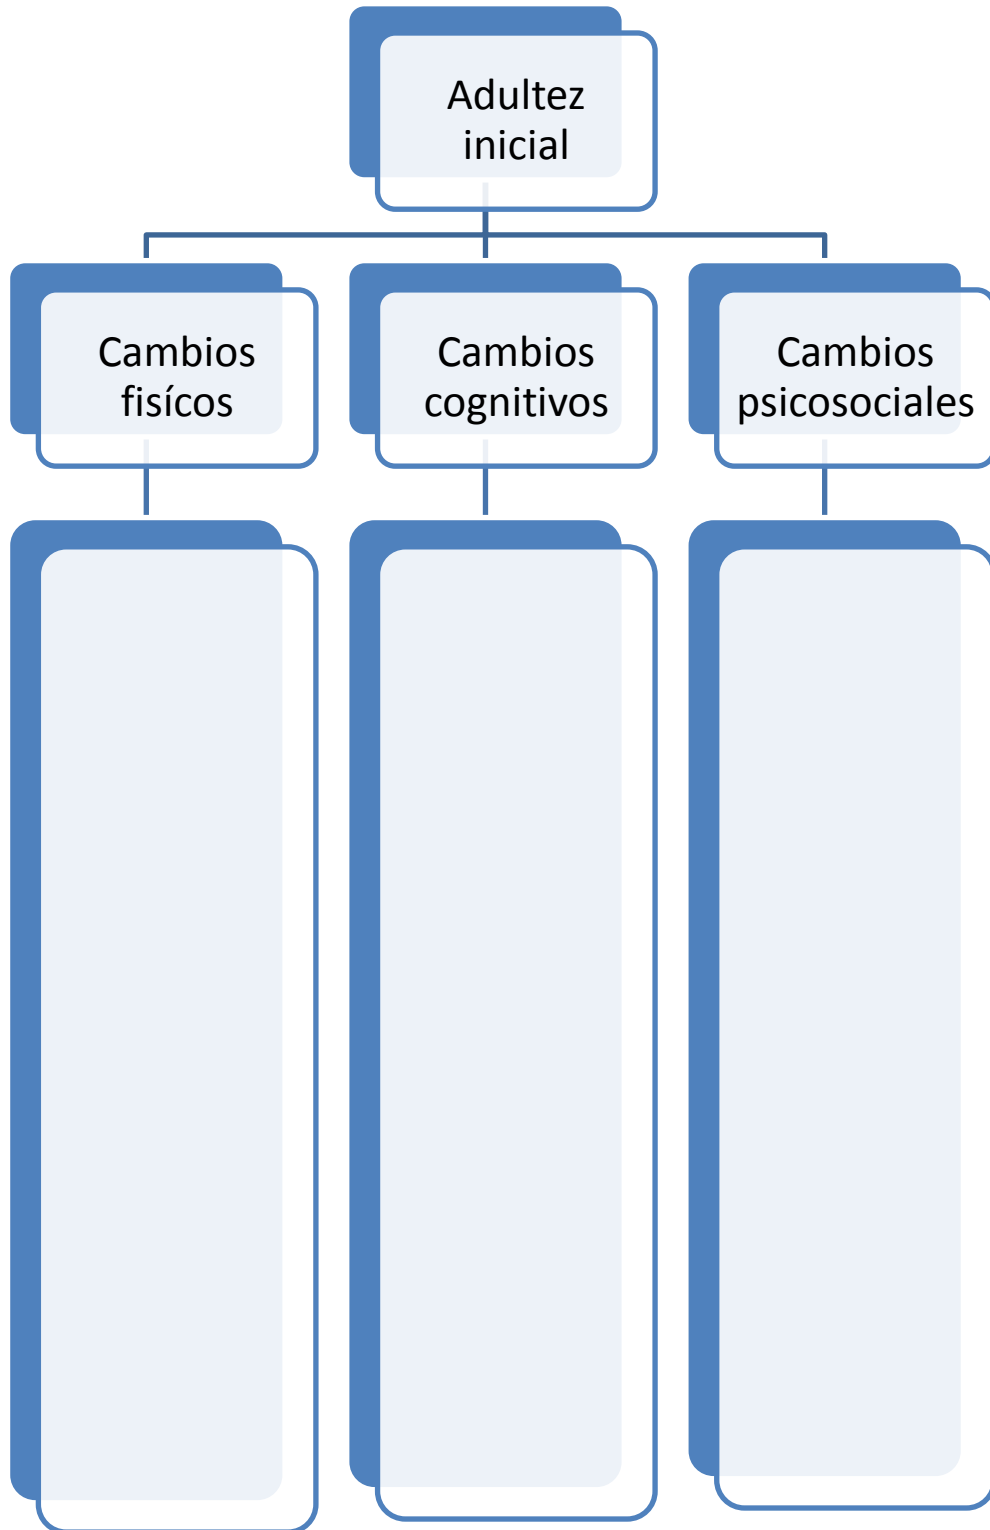 Adultez
inicial
Cambios
fisícos
Cambios
cognitivos
Cambios
psicosociales